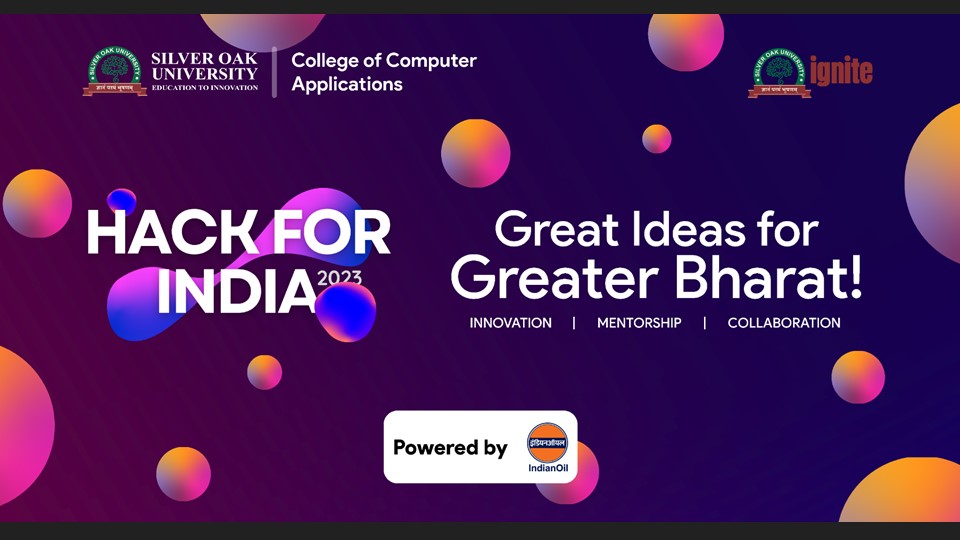 SILVER OAK UNIVERSITY
ज्ञानं परमं भूषणम्
SILVER OAK
UNIVERSITY
EDUCATION TO INNOVATION
College of Computer
Applications
SILVER OAK UNIVERSITY
ज्ञानं परमं भूषणम्
ignite
HACK FOR
INDIA 2023
Great Ideas for
Greater Bharat!
INNOVATION | MENTORSHIP | COLLABORATION
Powered by
इंडियनऑयल
IndianOil